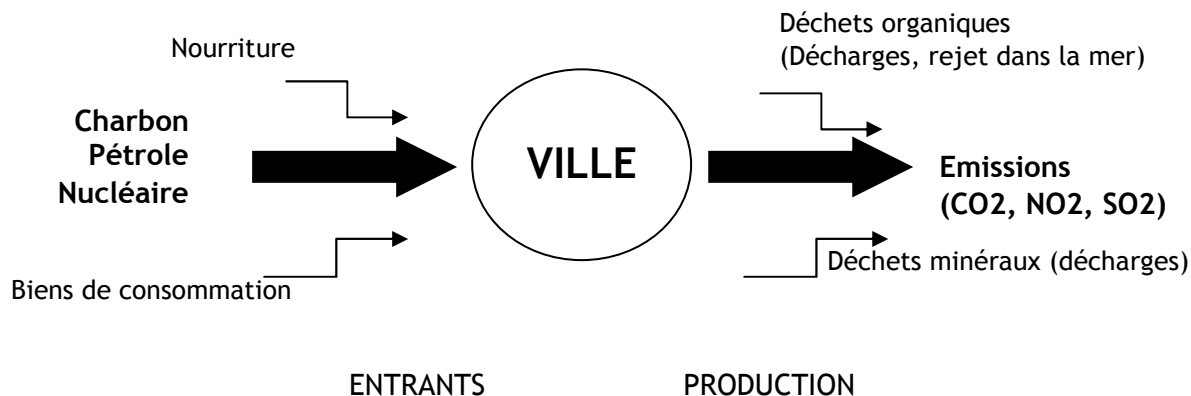 Nourriture
Charbon
Pétrole
Nucléaire
Biens de consommation
VILLE
Déchets organiques
(Décharges, rejet dans la mer)
Emissions
(CO2, NO2, SO2)
Déchets minéraux (décharges)
ENTRANTS
PRODUCTION